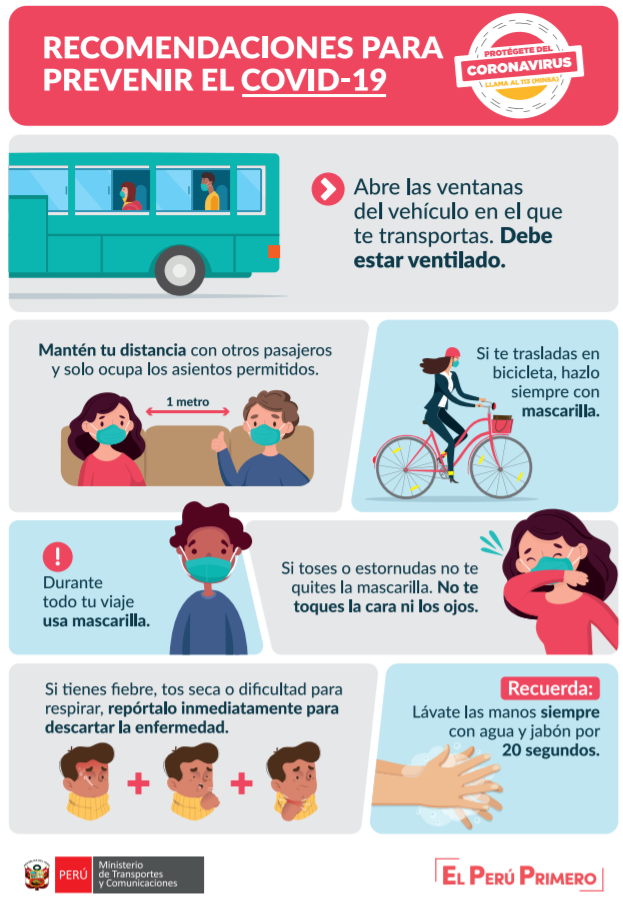 RECOMENDACIONES PARA
PREVENIR EL COVID-19
PROTÉGETE DEL
CORONAVIRUS
LLAMA AL 113 (MINSA)
Abre las ventanas
del vehículo en el que
te transportas. Debe
estar ventilado.
Mantén tu distancia con otros pasajeros
y solo ocupa los asientos permitidos.
1 metro
Si te trasladas en
bicicleta, hazlo
siempre con
mascarilla.
!
Durante
todo tu viaje
usa mascarilla.
Si toses o estornudas no te
quites la mascarilla. No te
toques la cara ni los ojos.
Si tienes fiebre, tos seca o dificultad para
respirar, repórtalo inmediatamente para
descartar la enfermedad.
+ +
Recuerda:
Lávate las manos siempre
con agua y jabón por
20 segundos.
PERÚ
Ministerio
de Transportes
y Comunicaciones
EL PERÚ PRIMERO